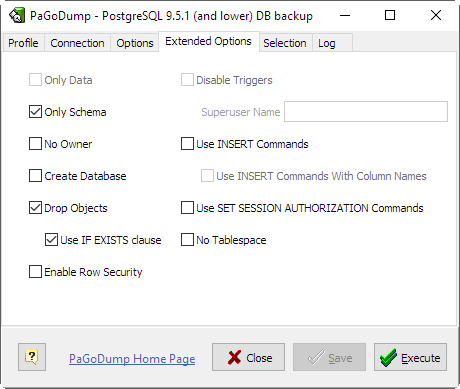 PaGoDump - PostgreSQL 9.5.1 (and lower) DB backup
Profile Connection Options Extended Options Selection Log
Only Data Disable Triggers
Only Schema Superuser Name
No Owner Use INSERT Commands
Create Database Use INSERT Commands With Column Names
Drop Objects Use SET SESSION AUTHORIZATION Commands
Use IF EXISTS clause No Tablespace
Enable Row Security
? PaGoDump Home Page Close Save Execute